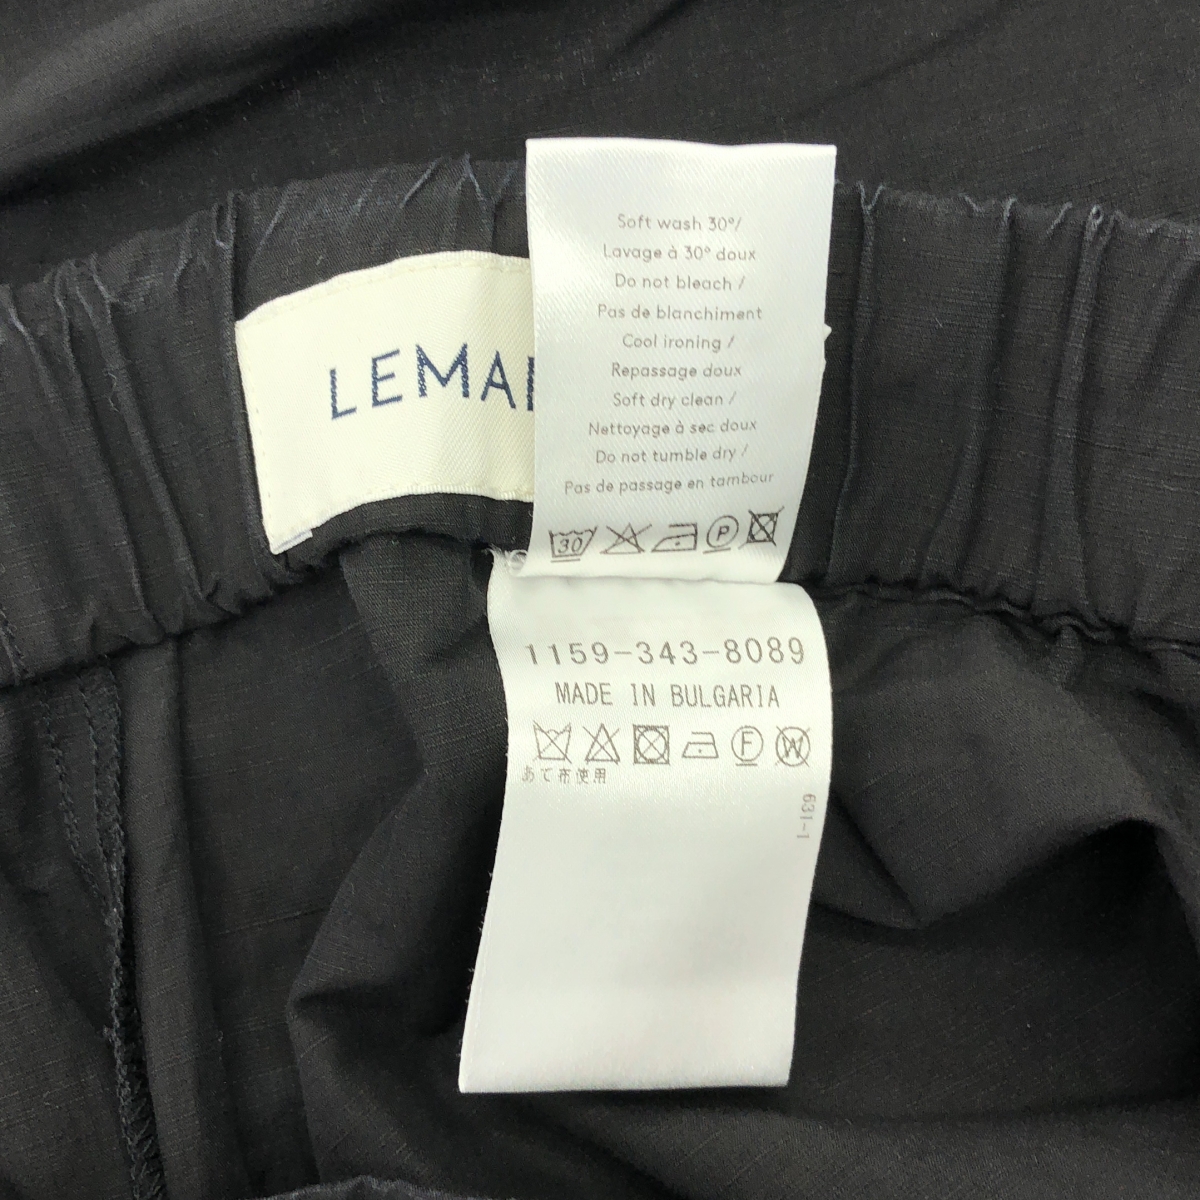 LEMAI
Soft wash 30°/
Lavage à 30° doux
Do not bleach /
Pas de blanchiment
Cool ironing /
Repassage doux
Soft dry clean /
Nettoyage à sec doux
Do not tumble dry /
Pas de passage en tambour
30 P
1159-343-8089
MADE IN BULGARIA
F W
あて布使用
631-1